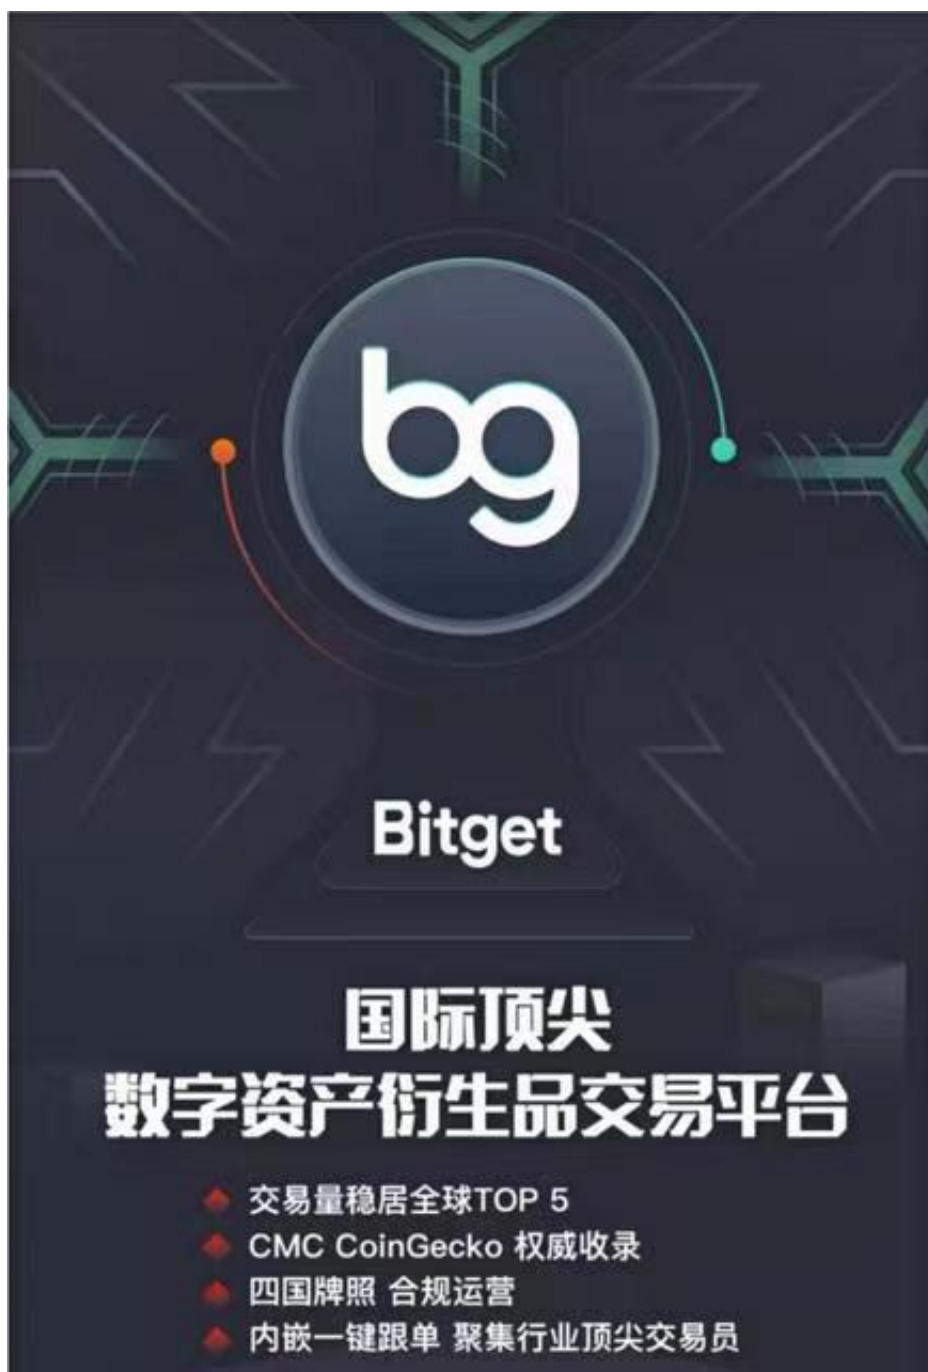 bg
Bitget
国际顶尖
数字资产衍生品交易平台
交易量稳居全球TOP 5
CMC CoinGecko 权威收录
四国牌照 合规运营
内嵌一键跟单 聚集行业顶尖交易员